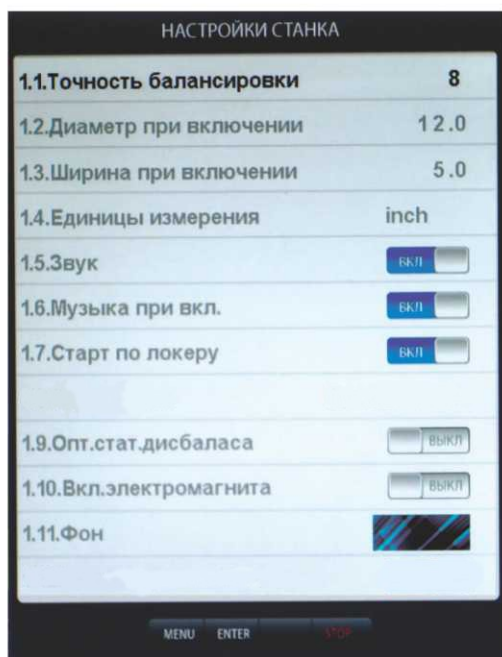 НАСТРОЙКИ СТАНКА
1.1.Точность балансировки 8
1.2.Диаметр при включении 12.0
1.3.Ширина при включении 5.0
1.4.Единицы измерения inch
1.5.Звук ВКЛ
1.6.Музыка при вкл. ВКЛ
1.7.Старт по локеру ВКЛ
1.9.Опт.стат.дисбаласа ВЫКЛ
1.10.Вкл.электромагнита ВЫКЛ
1.11.Фон
MENU ENTER STOP